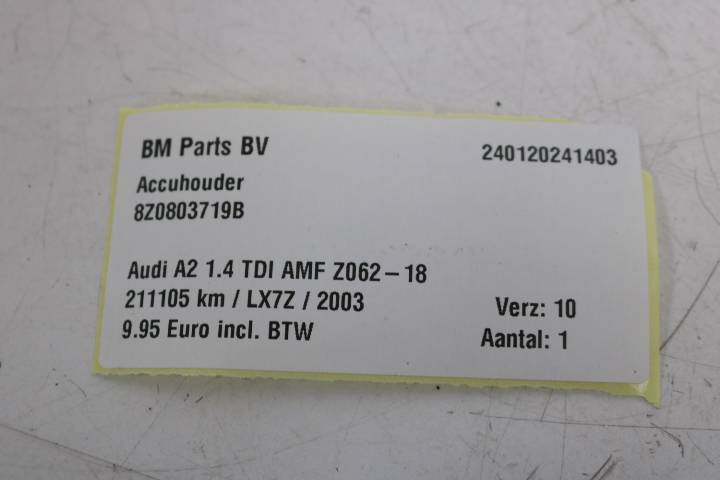 BM Parts BV 240120241403
Accuhouder
8Z0803719B
Audi A2 1.4 TDI AMF Z062-18
211105 km / LX7Z / 2003 Verz: 10
9.95 Euro incl. BTW Aantal: 1